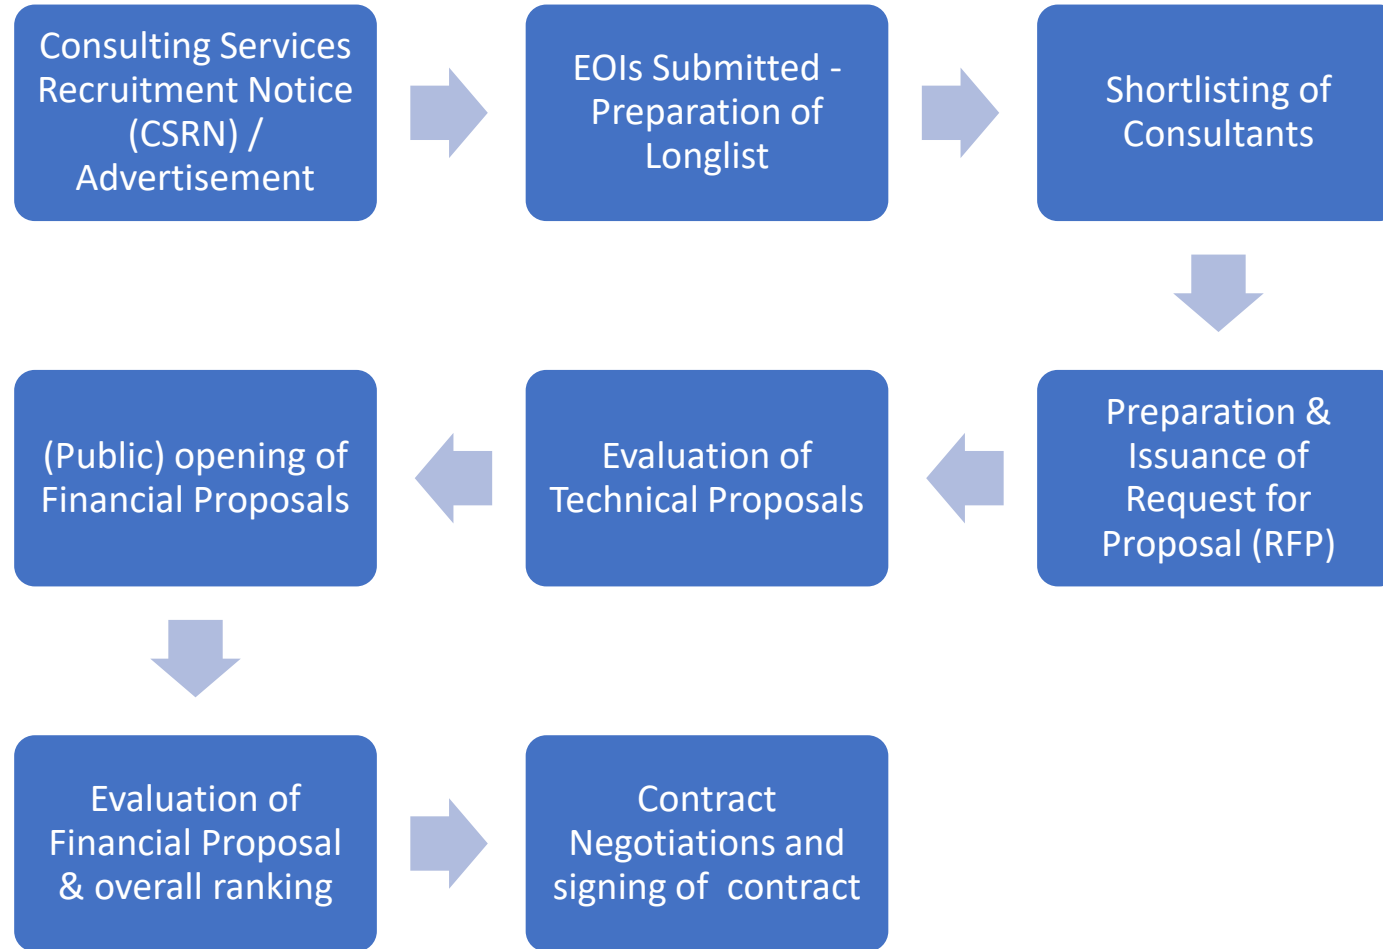 Consulting Services
Recruitment Notice
(CSRN) /
Advertisement
EOIs Submitted -
Preparation of
Longlist
Shortlisting of
Consultants
Preparation &
Issuance of
Request for
Proposal (RFP)
Evaluation of
Technical Proposals
(Public) opening of
Financial Proposals
Evaluation of
Financial Proposal
& overall ranking
Contract
Negotiations and
signing of contract